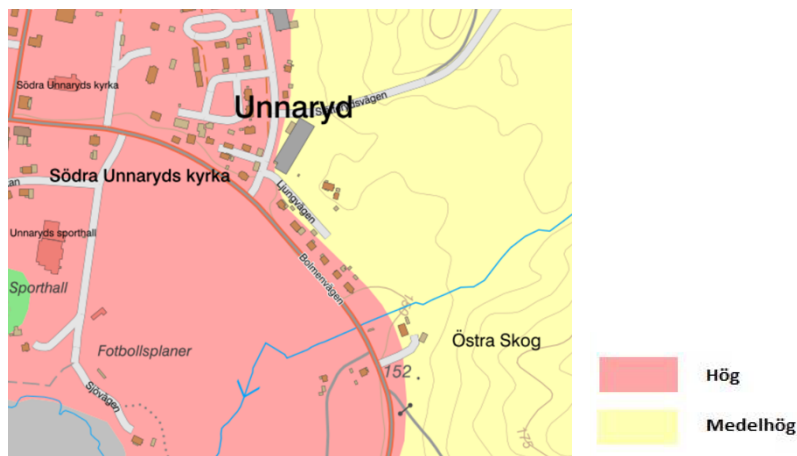 Södra Unnaryds kyrka
Unnaryd
Södra Unnaryds kyrka
Ljungvägen
Unnaryds sporthall
Bolmenvägen
Sporthall
Östra Skog
Fotbollsplaner
152
Hög
Sjövägen
Medelhög
175